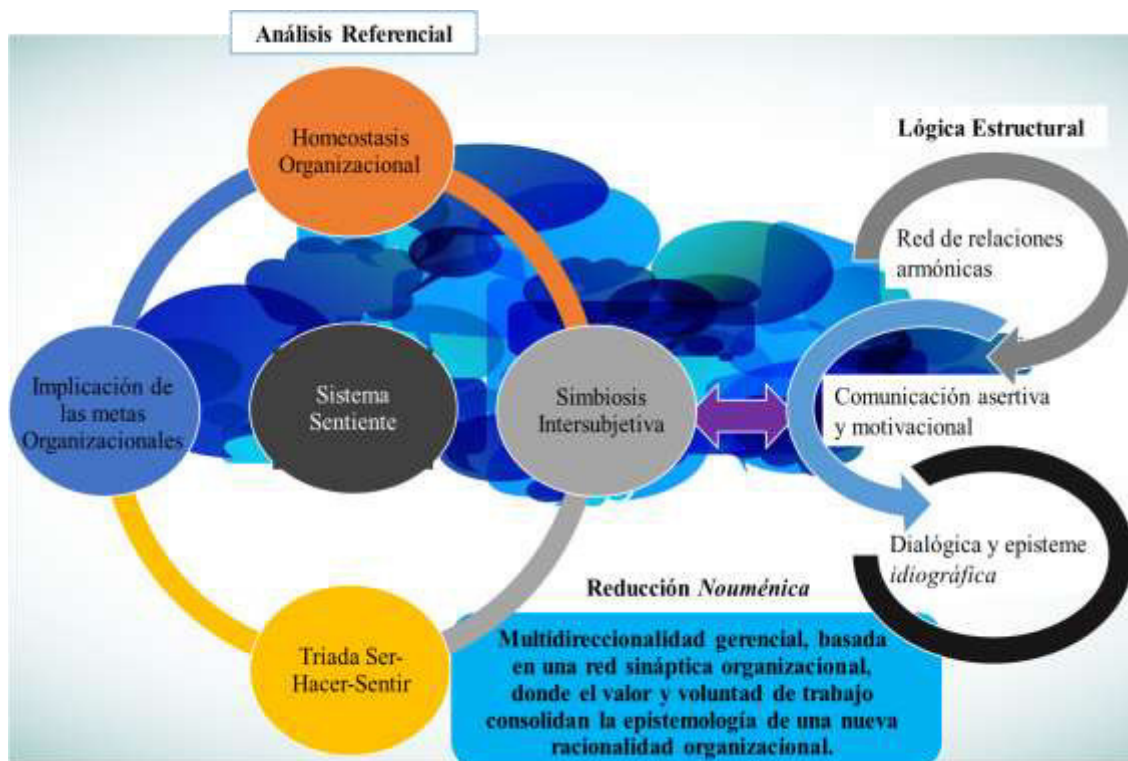 Análisis Referencial
Homeostasis
Organizacional
Implicación de
las metas
Organizacionales
Sistema
Sentiente
Simbiosis
Intersubjetiva
Triada Ser-
Hacer-Sentir
Lógica Estructural
Red de relaciones
armónicas
Comunicación asertiva
y motivacional
Dialógica y episteme
idiográfica
Reducción Nouménica
Multidireccionalidad gerencial, basada
en una red sináptica organizacional,
donde el valor y voluntad de trabajo
consolidan la epistemología de una nueva
racionalidad organizacional.